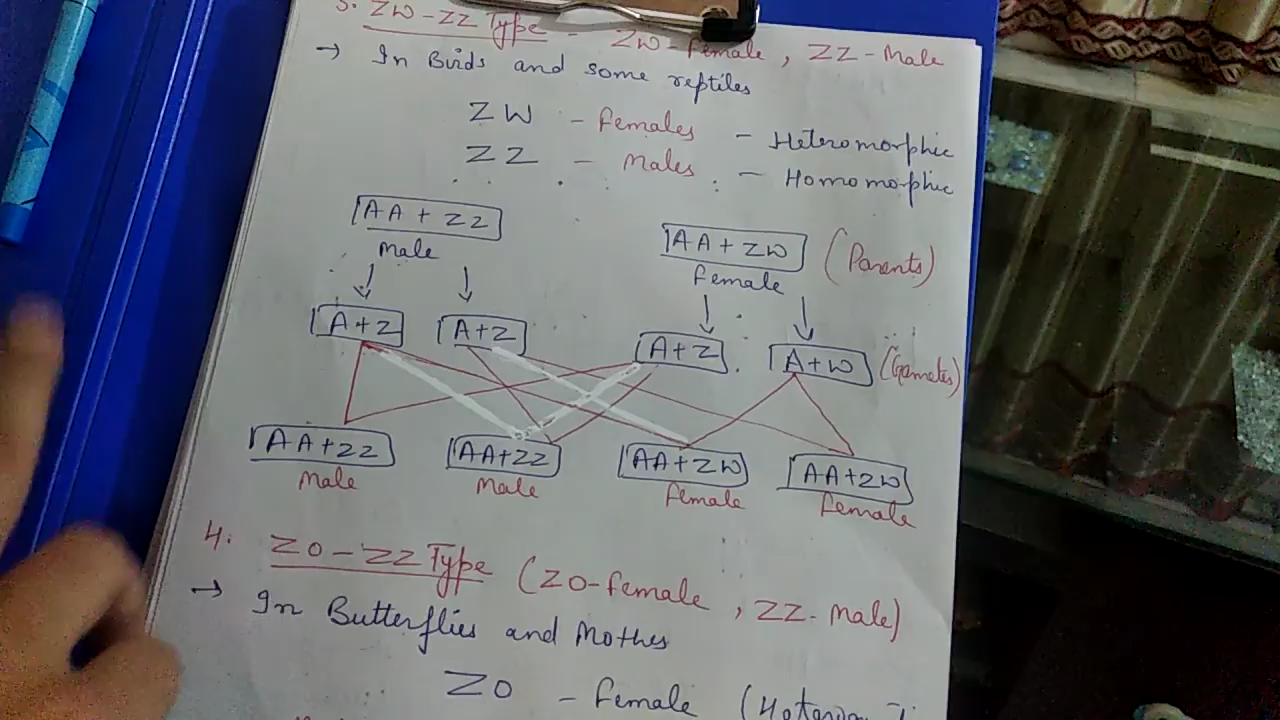 3. ZW-ZZ Type - ZW-Female, ZZ-Male
→ In Birds and some reptiles
ZW - Females - Heteromorphic
ZZ - Males - Homomorphic
AA+ZZ AA+ZW (Parents)
Male Female
A+Z A+Z A+Z A+W (Gametes)
AA+ZZ AA+ZZ AA+ZW AA+ZW
Male Male Female Female
4. ZO-ZZ Type (ZO-female, ZZ-Male)
→ In Butterflies and Mothes
ZO - Female